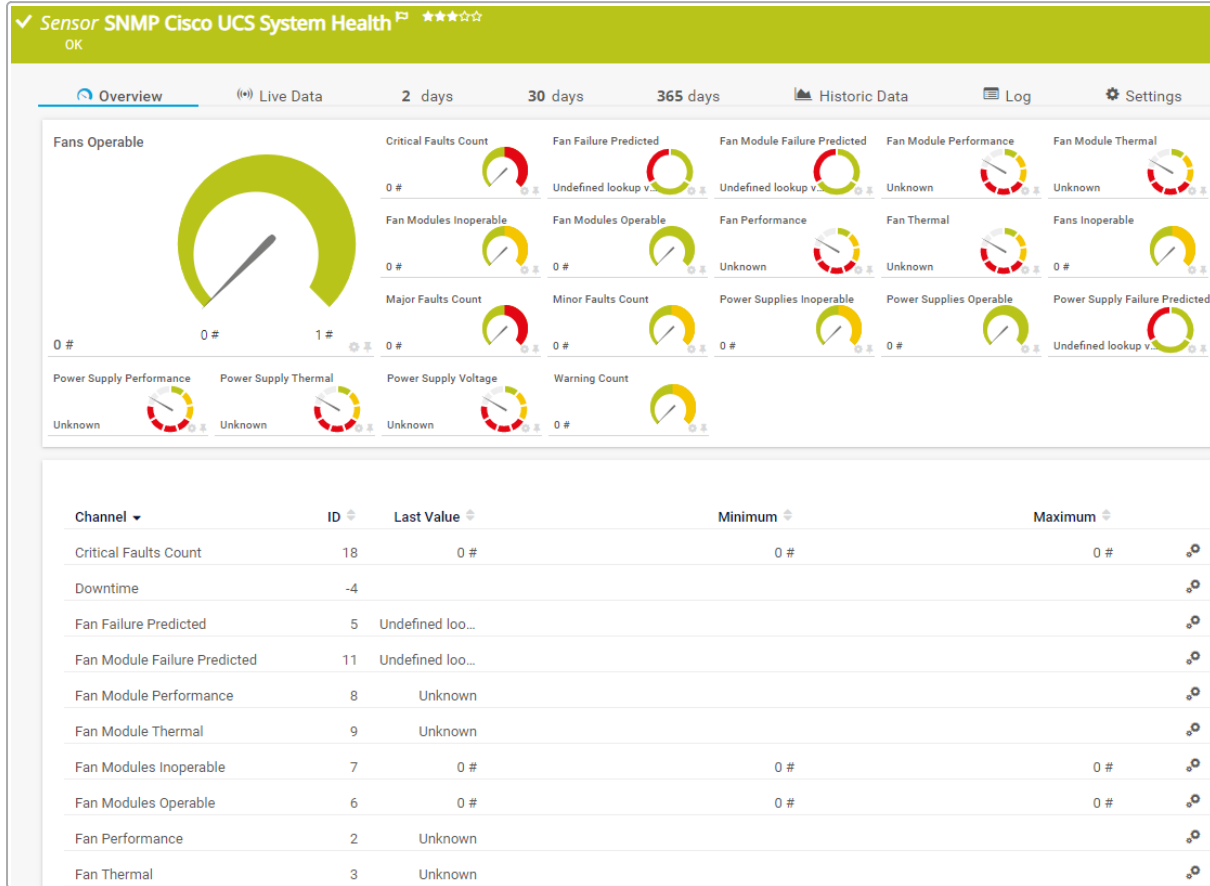 Sensor SNMP Cisco UCS System Health
OK
Overview Live Data 2 days 30 days 365 days Historic Data Log Settings
Fans Operable
0 #
1 #
0 #
Critical Faults Count
0 #
Fan Failure Predicted
Undefined lookup v...
Fan Module Failure Predicted
Undefined lookup v...
Fan Module Performance
Unknown
Fan Module Thermal
Unknown
Fan Modules Inoperable
0 #
Fan Modules Operable
0 #
Fan Performance
Unknown
Fan Thermal
Unknown
Fans Inoperable
0 #
Major Faults Count
0 #
Minor Faults Count
0 #
Power Supplies Inoperable
0 #
Power Supplies Operable
0 #
Power Supply Failure Predicted
Undefined lookup v...
Power Supply Performance
Unknown
Power Supply Thermal
Unknown
Power Supply Voltage
Unknown
Warning Count
0 #
Channel ID Last Value Minimum Maximum
Critical Faults Count 18 0 # 0 # 0 #
Downtime -4
Fan Failure Predicted 5 Undefined loo...
Fan Module Failure Predicted 11 Undefined loo...
Fan Module Performance 8 Unknown
Fan Module Thermal 9 Unknown
Fan Modules Inoperable 7 0 # 0 # 0 #
Fan Modules Operable 6 0 # 0 # 0 #
Fan Performance 2 Unknown
Fan Thermal 3 Unknown